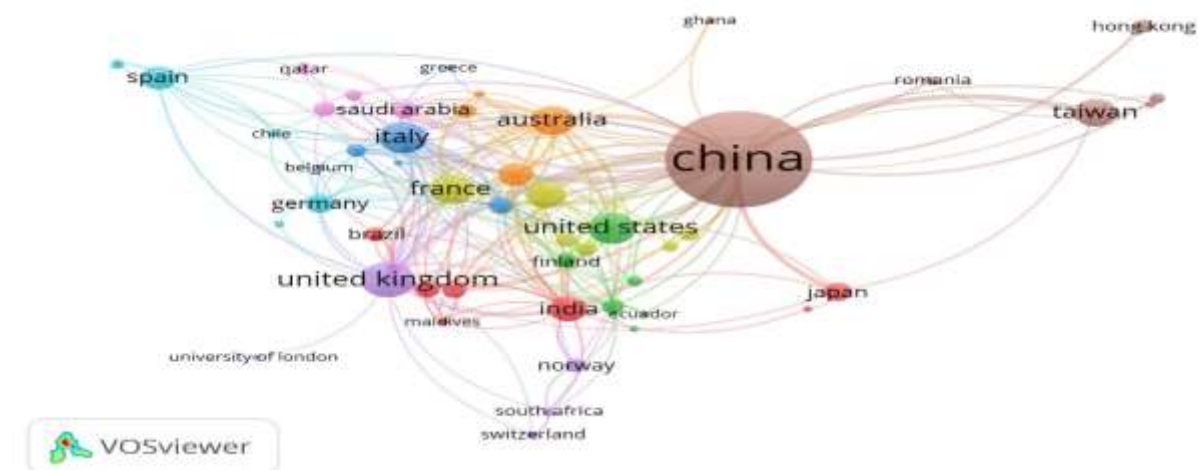 ghana
hong kong
spain
qatar
greece
romania
saudi arabia
australia
taiwan
italy
chile
china
belgium
france
germany
united states
brazil
finland
united kingdom
japan
india
ecuador
maldives
university of london
norway
south africa
switzerland
VOSviewer